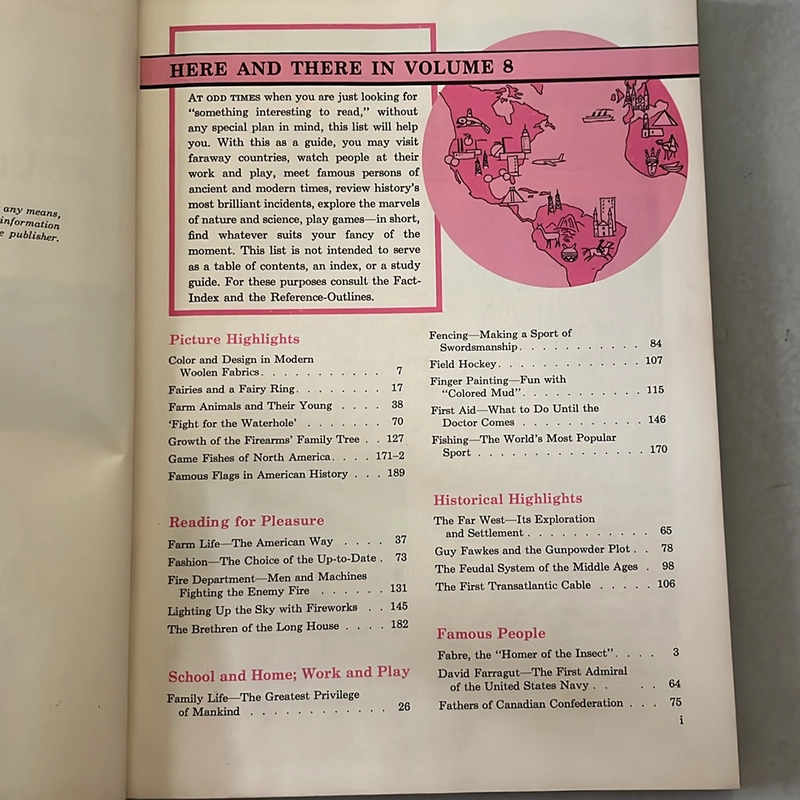 any means,
information
e publisher.
HERE AND THERE IN VOLUME 8
AT ODD TIMES when you are just looking for
“something interesting to read,” without
any special plan in mind, this list will help
you. With this as a guide, you may visit
faraway countries, watch people at their
work and play, meet famous persons of
ancient and modern times, review history’s
most brilliant incidents, explore the marvels
of nature and science, play games—in short,
find whatever suits your fancy of the
moment. This list is not intended to serve
as a table of contents, an index, or a study
guide. For these purposes consult the Fact-
Index and the Reference-Outlines.
Picture Highlights
Color and Design in Modern
Woolen Fabrics. . . . . . . . . . . 7
Fairies and a Fairy Ring. . . . . . . . 17
Farm Animals and Their Young . . . . 38
‘Fight for the Waterhole’ . . . . . . 70
Growth of the Firearms’ Family Tree . . 127
Game Fishes of North America. . . . 171–2
Famous Flags in American History . . . 189
Reading for Pleasure
Farm Life—The American Way . . . . 37
Fashion—The Choice of the Up-to-Date . 73
Fire Department—Men and Machines
Fighting the Enemy Fire . . . . . . 131
Lighting Up the Sky with Fireworks . . 145
The Brethren of the Long House . . . . 182
School and Home; Work and Play
Family Life—The Greatest Privilege
of Mankind . . . . . . . . . . . . 26
Fencing—Making a Sport of
Swordsmanship. . . . . . . . . . . 84
Field Hockey. . . . . . . . . . . . . 107
Finger Painting—Fun with
“Colored Mud”. . . . . . . . . . . 115
First Aid—What to Do Until the
Doctor Comes . . . . . . . . . . . 146
Fishing—The World’s Most Popular
Sport . . . . . . . . . . . . . . . 170
Historical Highlights
The Far West—Its Exploration
and Settlement . . . . . . . . . . . 65
Guy Fawkes and the Gunpowder Plot . . 78
The Feudal System of the Middle Ages . 98
The First Transatlantic Cable . . . . . 106
Famous People
Fabre, the “Homer of the Insect”. . . . 3
David Farragut—The First Admiral
of the United States Navy . . . . 64
Fathers of Canadian Confederation . . . 75
i